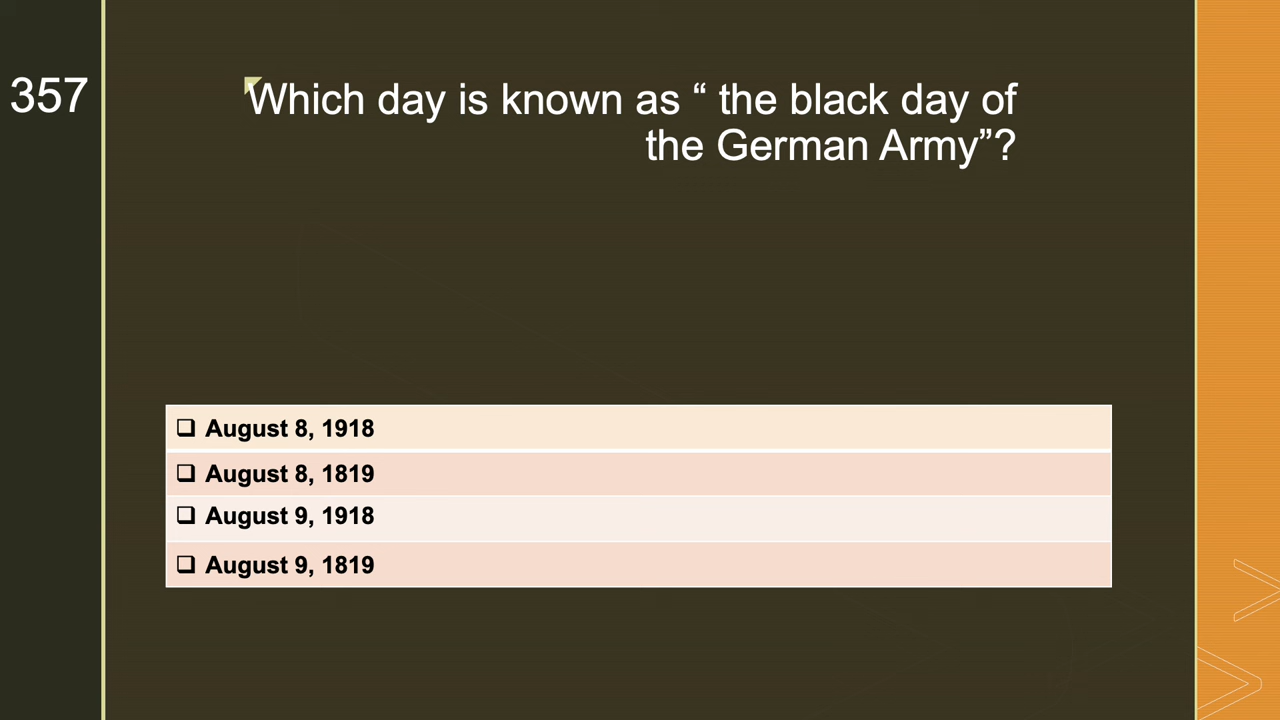 357
Which day is known as “ the black day of
the German Army”?
❑ August 8, 1918
❑ August 8, 1819
❑ August 9, 1918
❑ August 9, 1819